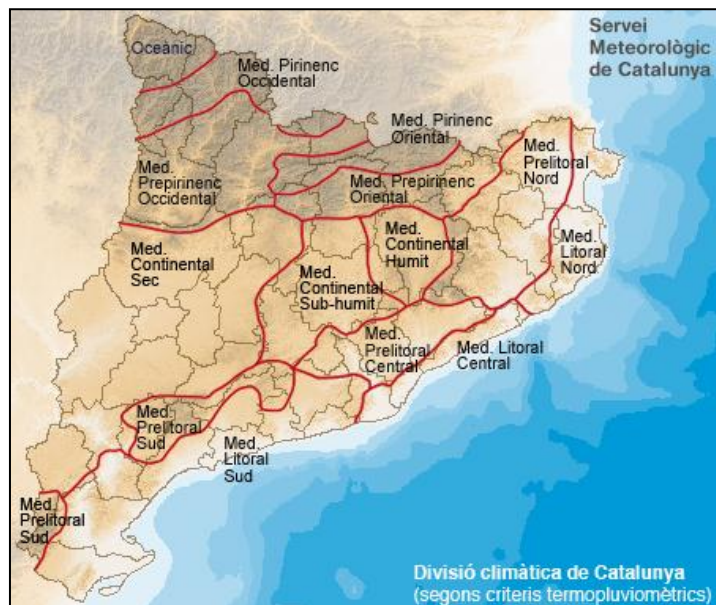 Servei
Meteorològic
de Catalunya
Oceànic
Med. Pirinenc
Occidental
Med. Pirinenc
Oriental
Med.
Prelitoral
Nord
Med.
Prepirinenc
Occidental
Med. Prepirinenc
Oriental
Med.
Litoral
Nord
Med.
Continental
Humit
Med.
Continental
Sec
Med.
Continental
Sub-humit
Med.
Prelitoral
Central
Med. Litoral
Central
Med.
Prelitoral
Sud
Med.
Litoral
Sud
Med.
Prelitoral
Sud
Divisió climàtica de Catalunya
(segons criteris termopluviomètrics)